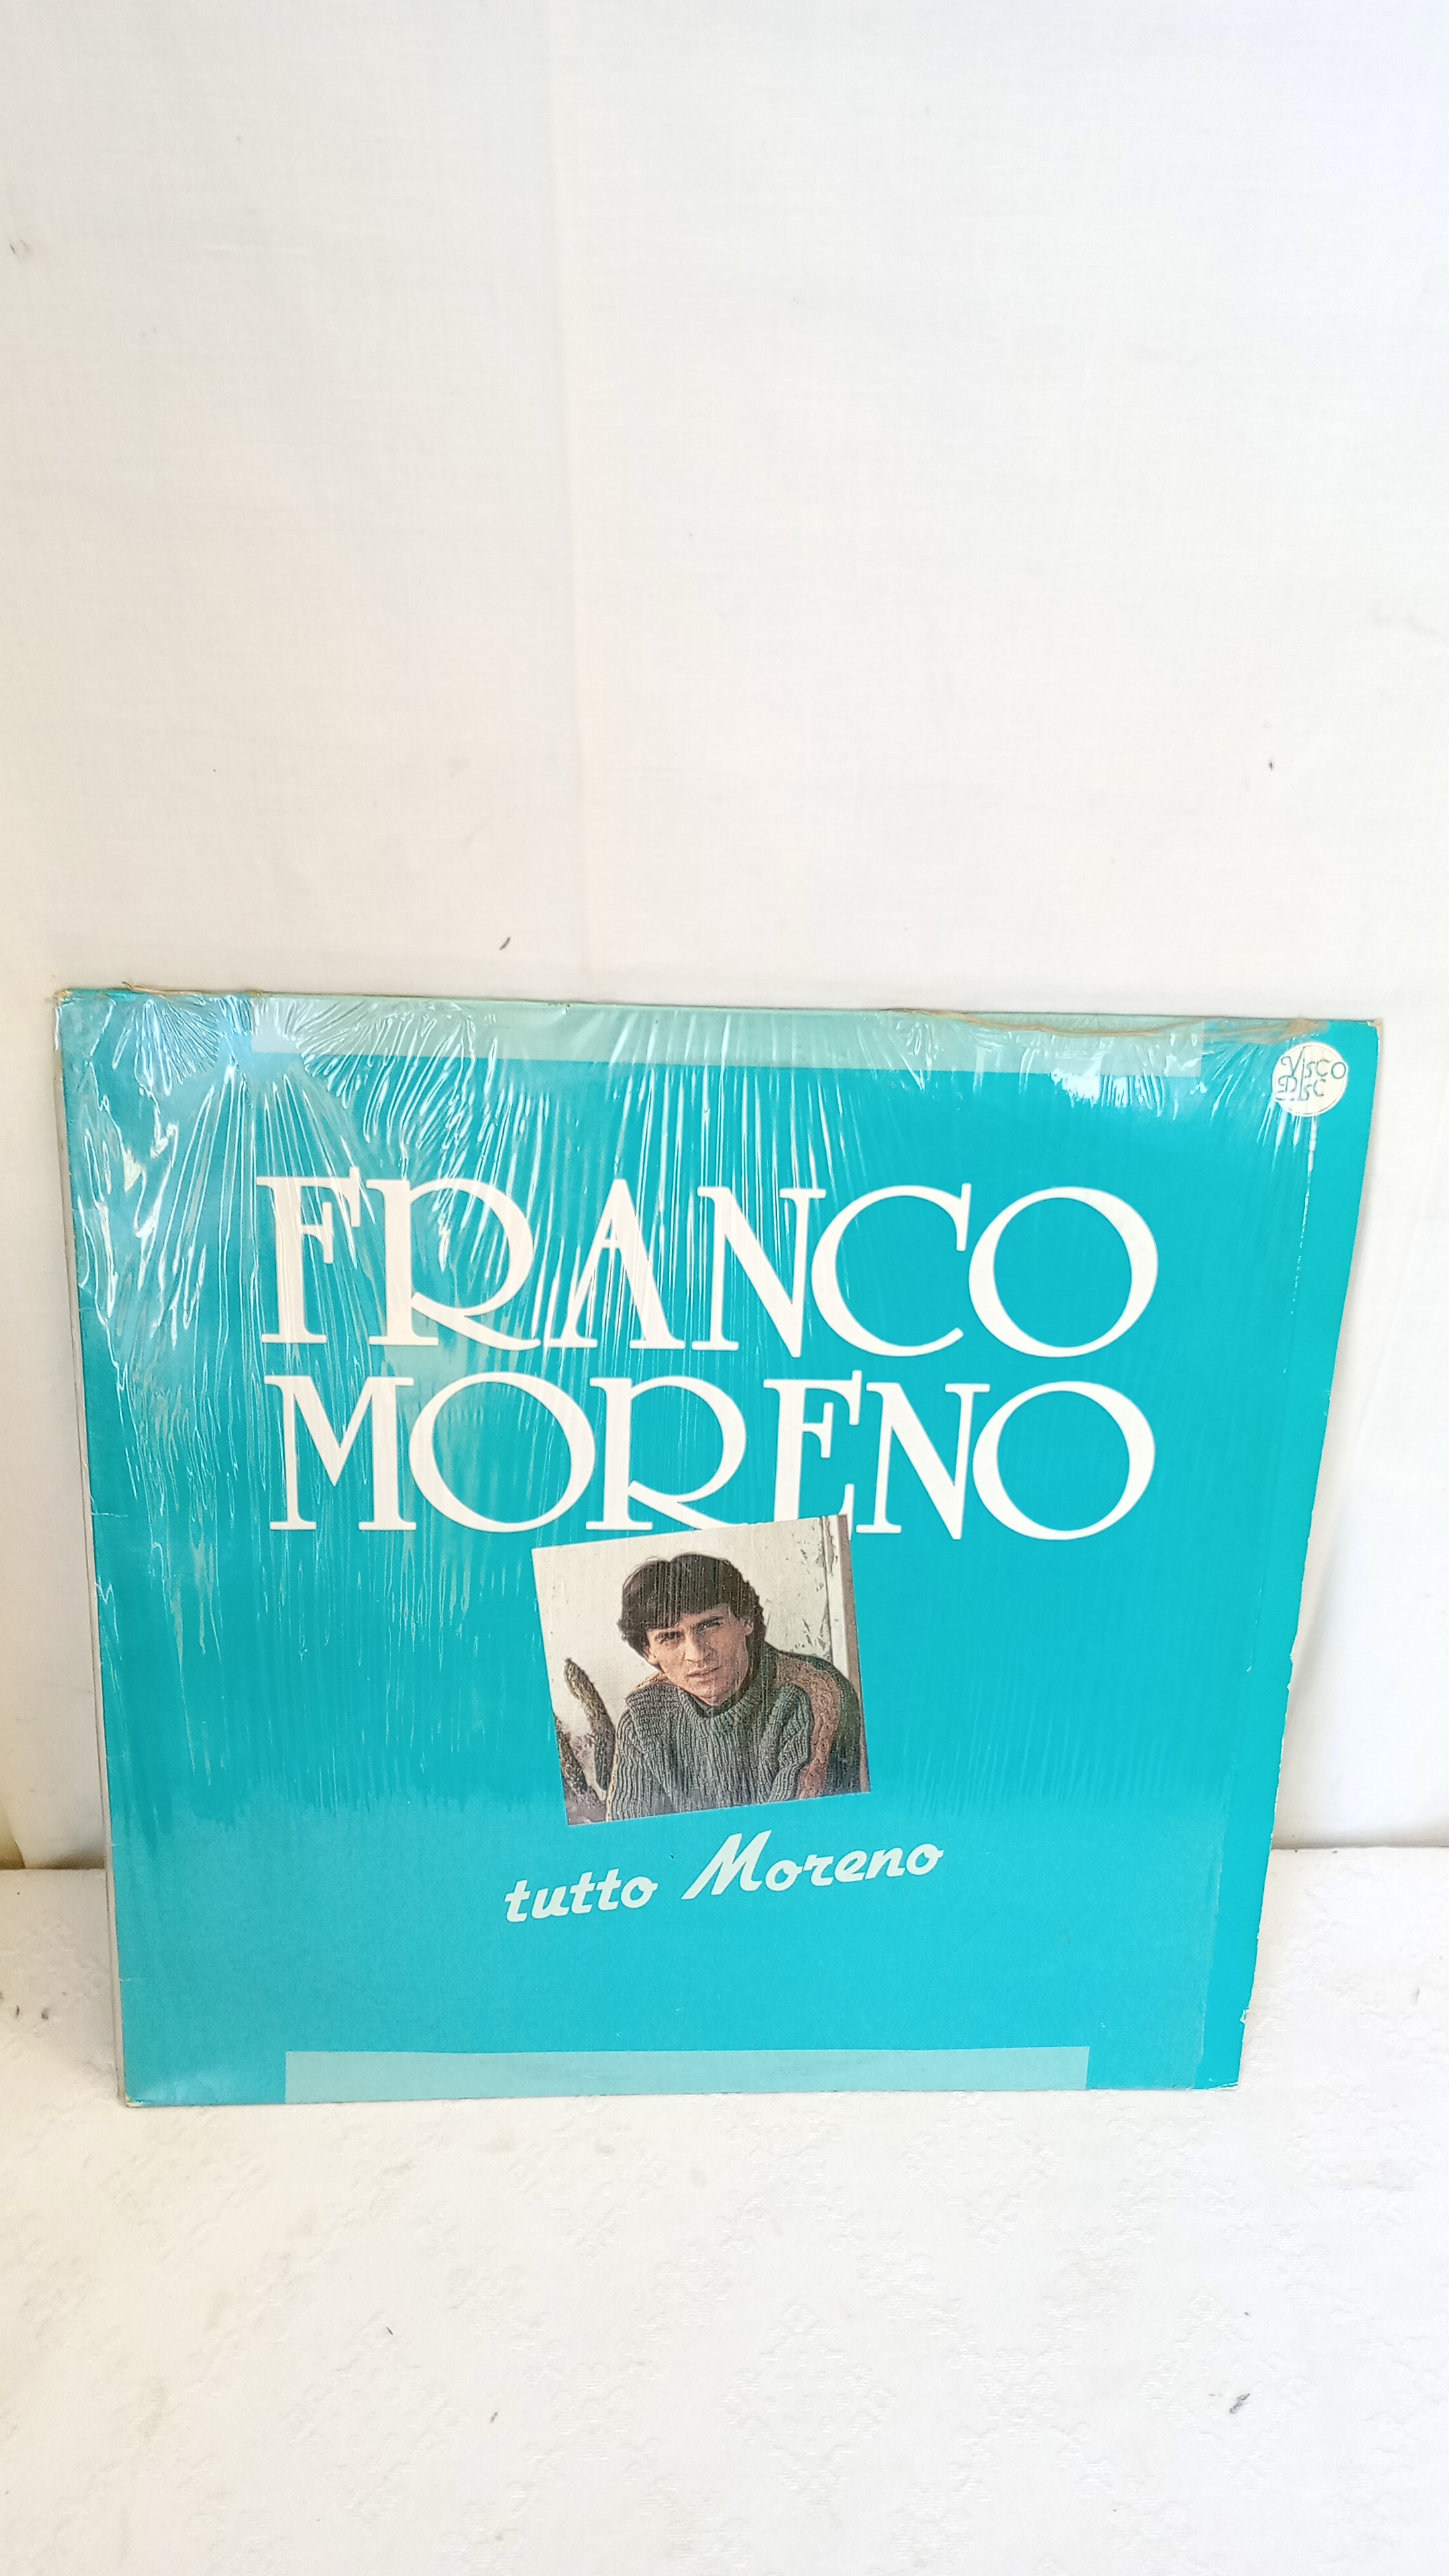 VISCO
DISC
FRANCO
MORENO
tutto Moreno